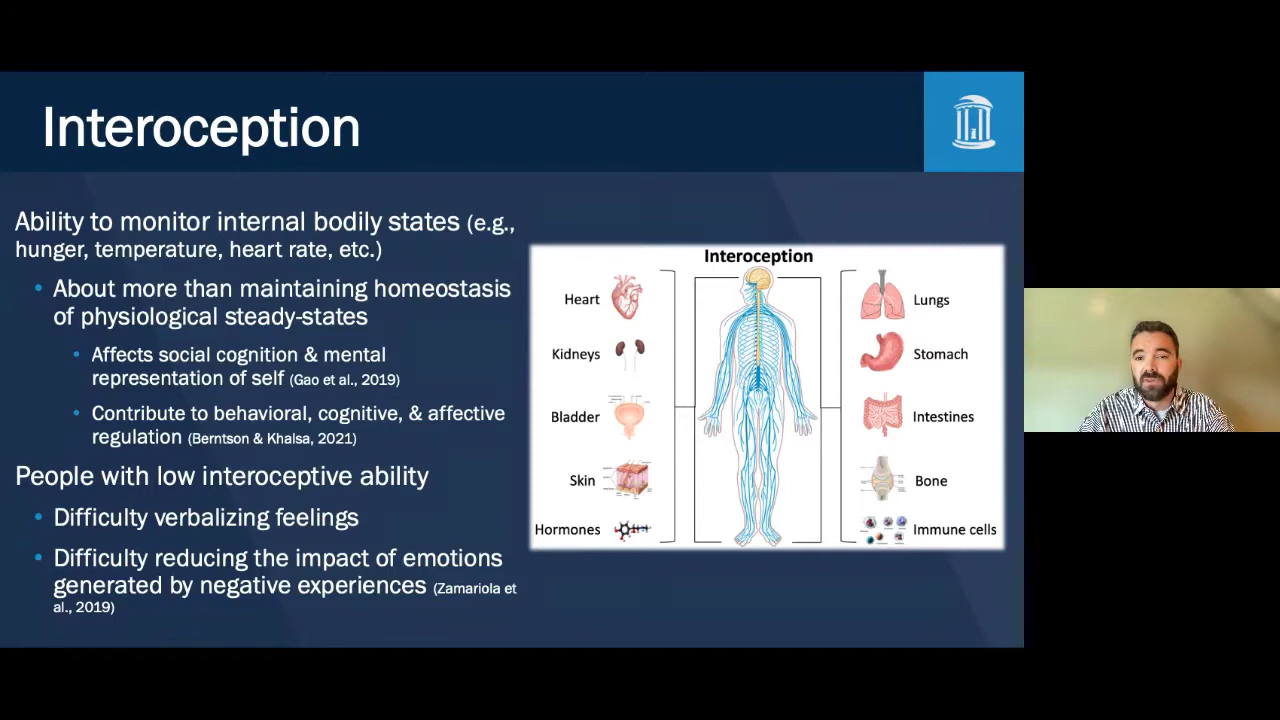 Interoception
Ability to monitor internal bodily states (e.g.,
hunger, temperature, heart rate, etc.)
• About more than maintaining homeostasis
of physiological steady-states
• Affects social cognition & mental
representation of self (Gao et al., 2019)
• Contribute to behavioral, cognitive, & affective
regulation (Berntson & Khalsa, 2021)
People with low interoceptive ability
• Difficulty verbalizing feelings
• Difficulty reducing the impact of emotions
generated by negative experiences (Zamariola et
al., 2019)
Interoception
Heart
Kidneys
Bladder
Skin
Hormones
Lungs
Stomach
Intestines
Bone
Immune cells